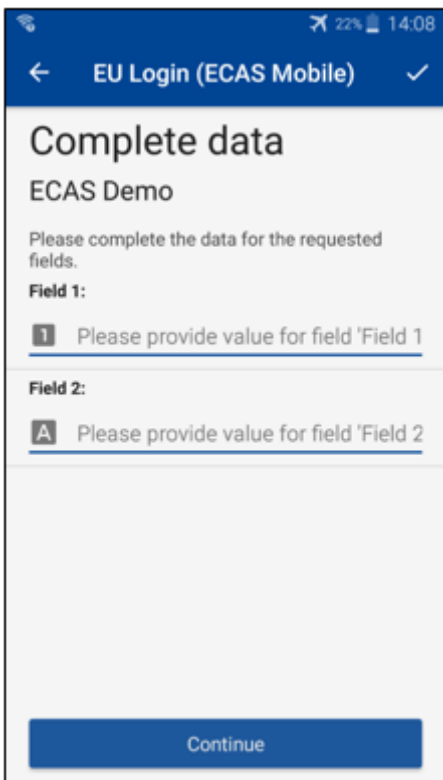 22% 14:08
EU Login (ECAS Mobile)
Complete data
ECAS Demo
Please complete the data for the requested
fields.
Field 1:
1 Please provide value for field 'Field 1
Field 2:
A Please provide value for field 'Field 2
Continue